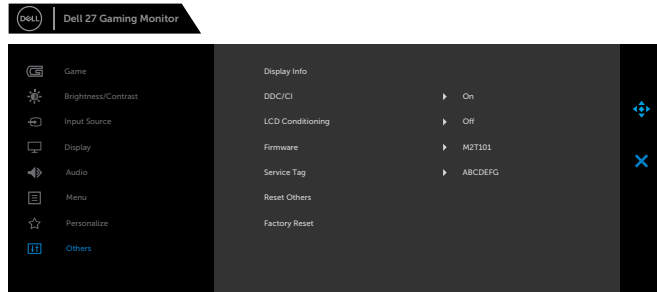 DELL
Dell 27 Gaming Monitor
Game
Display Info
Brightness/Contrast
DDC/CI
On
Input Source
LCD Conditioning
Off
Display
Firmware
M2T101
Audio
Service Tag
ABCDEFG
Menu
Reset Others
Personalize
Factory Reset
Others